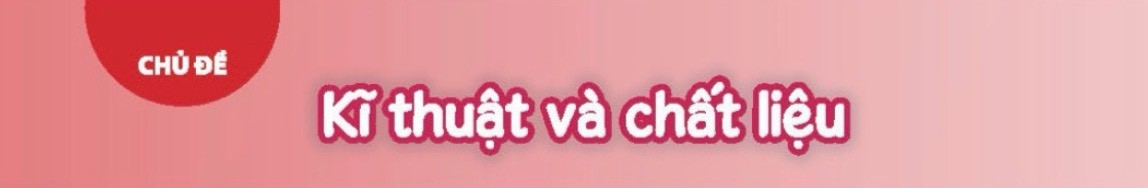 CHỦ ĐỀ
Kĩ thuật và chất liệu